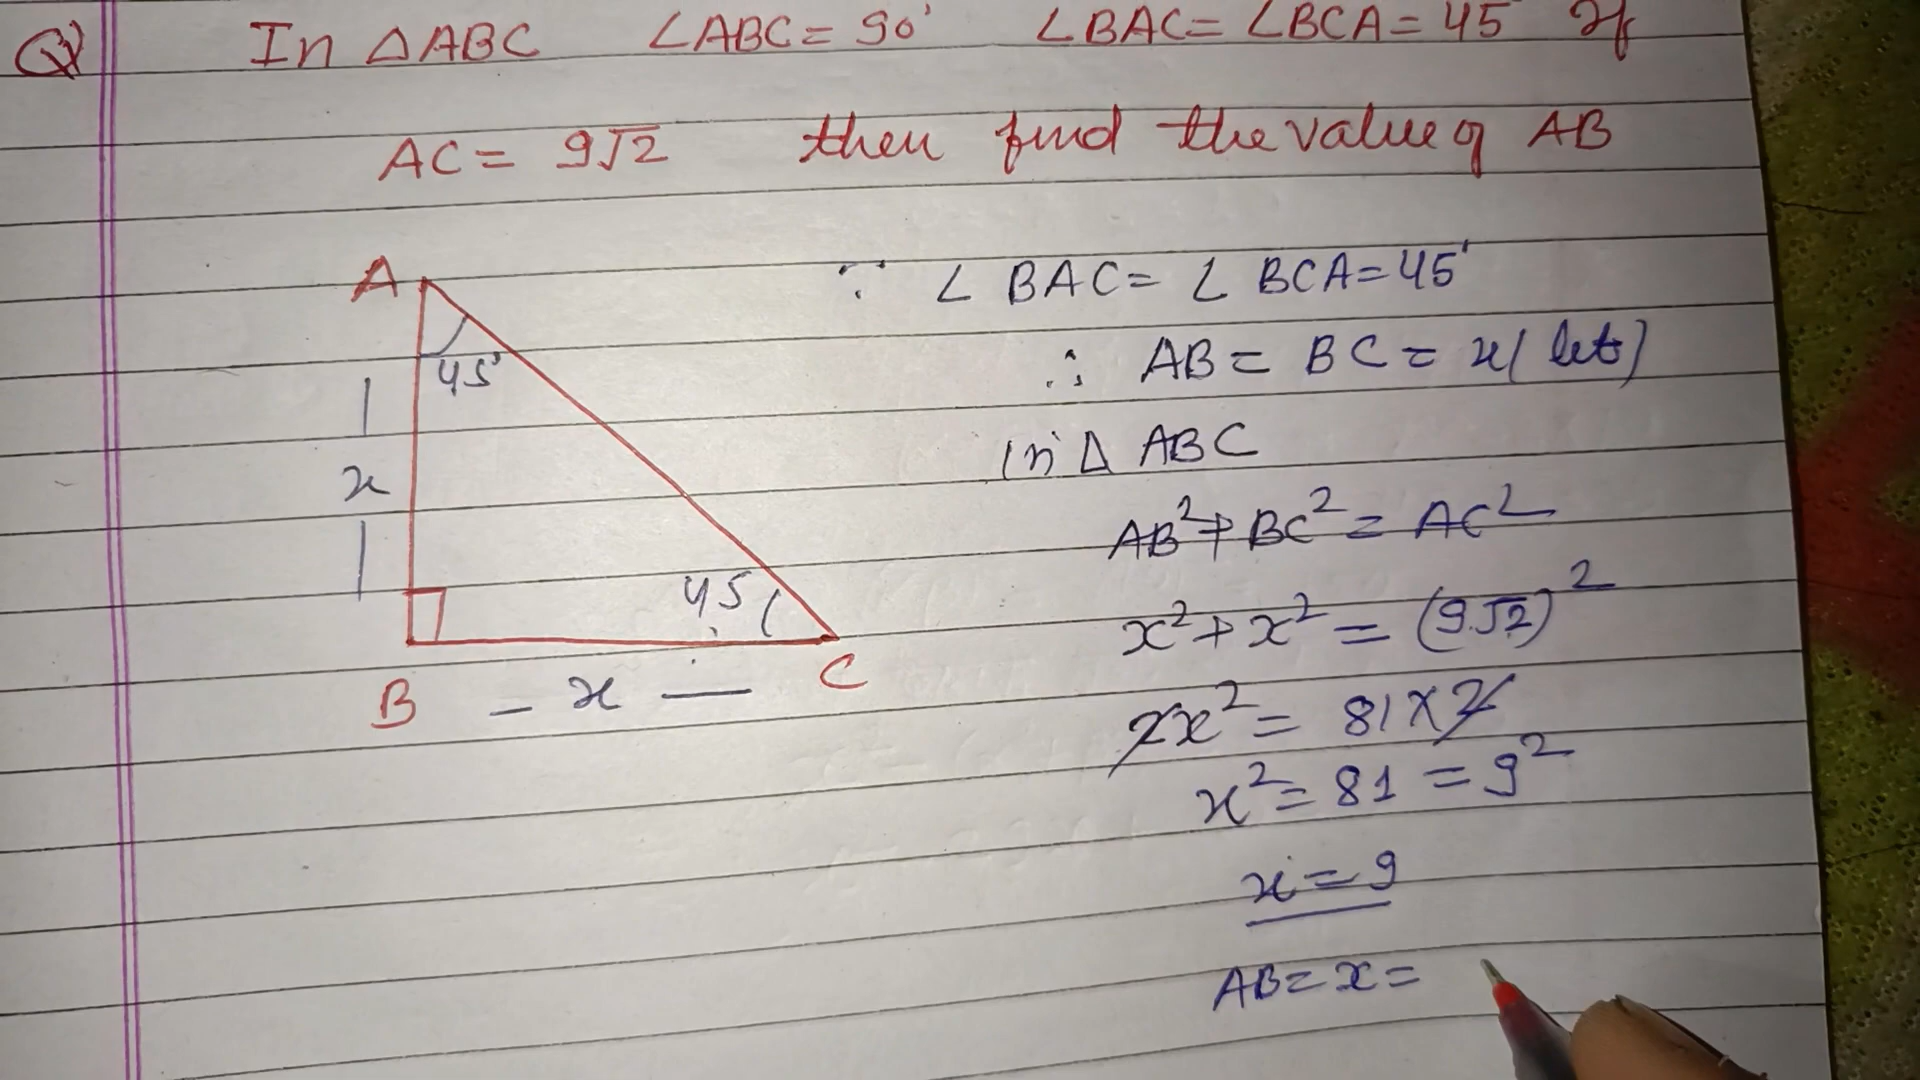 Q) In △ABC ∠ABC = 90° ∠BAC = ∠BCA = 45 If
AC = 9√2 then find the value of AB
A
45°
x
45°
B
x
C
∵ ∠BAC = ∠BCA = 45°
∴ AB = BC = x (let)
In △ ABC
AB² + BC² = AC²
x² + x² = (9√2)²
2x² = 81 × 2
x² = 81 = 9²
x = 9
AB = x =